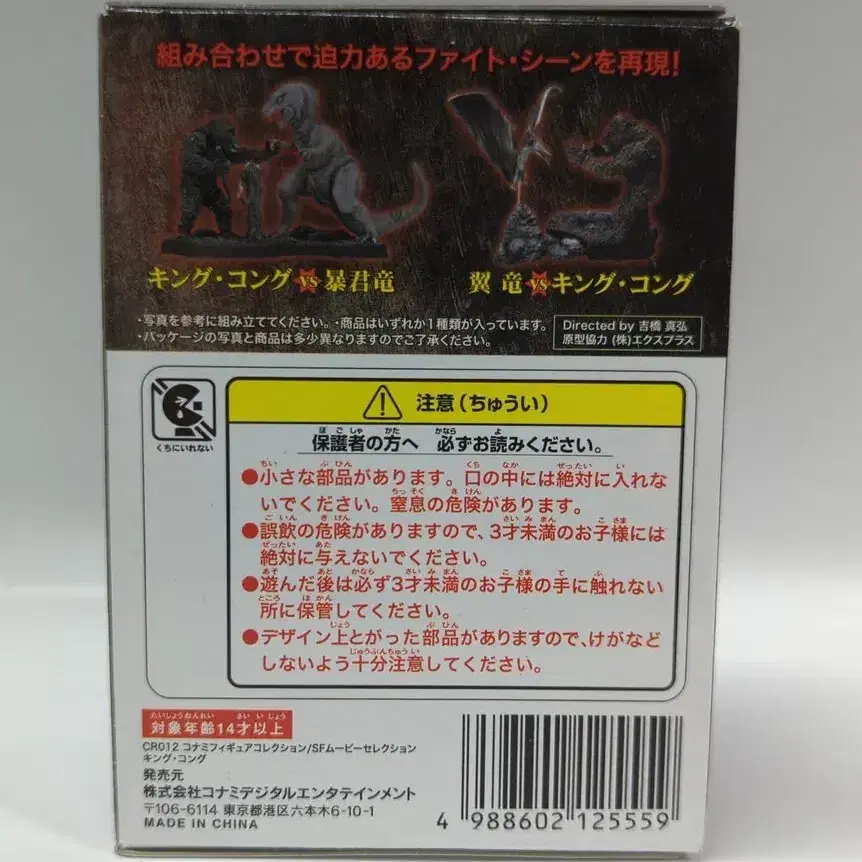 組み合わせで迫力あるファイト・シーンを再現!
キング・コング vs 暴君竜
翼竜 vs キング・コング
・写真を参考に組み立ててください。・商品はいずれか1種類が入っています。
・パッケージの写真と商品は多少異なりますのでご了承ください。
Directed by 吉橋 真弘
原型協力 (株)エクスプラス
くちにいれない
注意(ちゅうい)
保護者の方へ 必ずお読みください。
●小さな部品があります。口の中には絶対に入れな
いでください。窒息の危険があります。
●誤飲の危険がありますので、3才未満のお子様には
絶対に与えないでください。
●遊んだ後は必ず3才未満のお子様の手に触れない
所に保管してください。
●デザイン上とがった部品がありますので、けがなど
しないよう十分注意してください。
対象年齢14才以上
CR012 コナミフィギュアコレクション/SFムービーセレクション
キング・コング
発売元
株式会社コナミデジタルエンタテインメント
〒106-6114 東京都港区六本木6-10-1
MADE IN CHINA
4 988602 125559